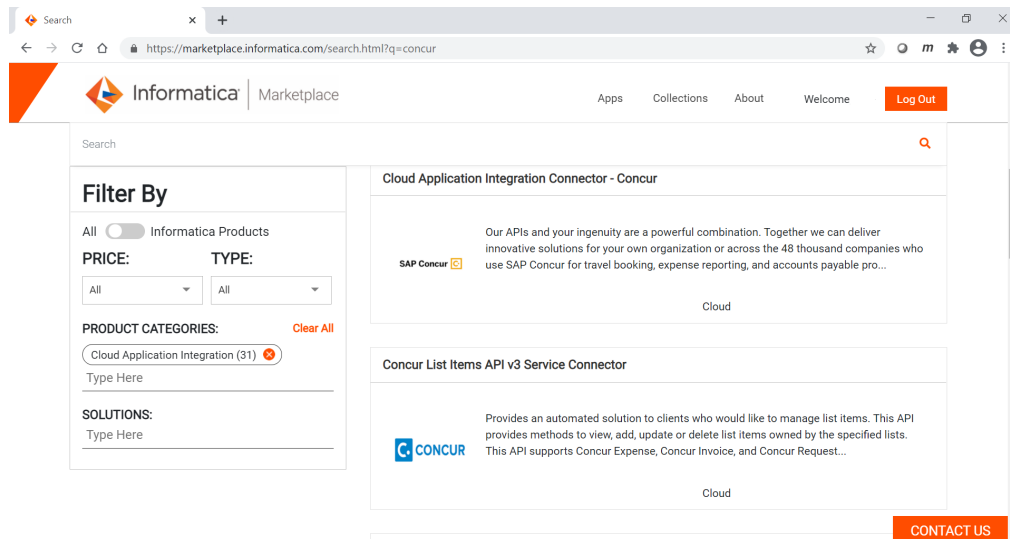 Search
https://marketplace.informatica.com/search.html?q=concur
m
Informatica Marketplace
Apps Collections About Welcome Log Out
Search
Filter By
All Informatica Products
PRICE: TYPE:
All All
PRODUCT CATEGORIES: Clear All
Cloud Application Integration (31)
Type Here
SOLUTIONS:
Type Here
Cloud Application Integration Connector - Concur
SAP Concur C
Our APIs and your ingenuity are a powerful combination. Together we can deliver
innovative solutions for your own organization or across the 48 thousand companies who
use SAP Concur for travel booking, expense reporting, and accounts payable pro...
Cloud
Concur List Items API v3 Service Connector
C. CONCUR
Provides an automated solution to clients who would like to manage list items. This API
provides methods to view, add, update or delete list items owned by the specified lists.
This API supports Concur Expense, Concur Invoice, and Concur Request...
Cloud
CONTACT US